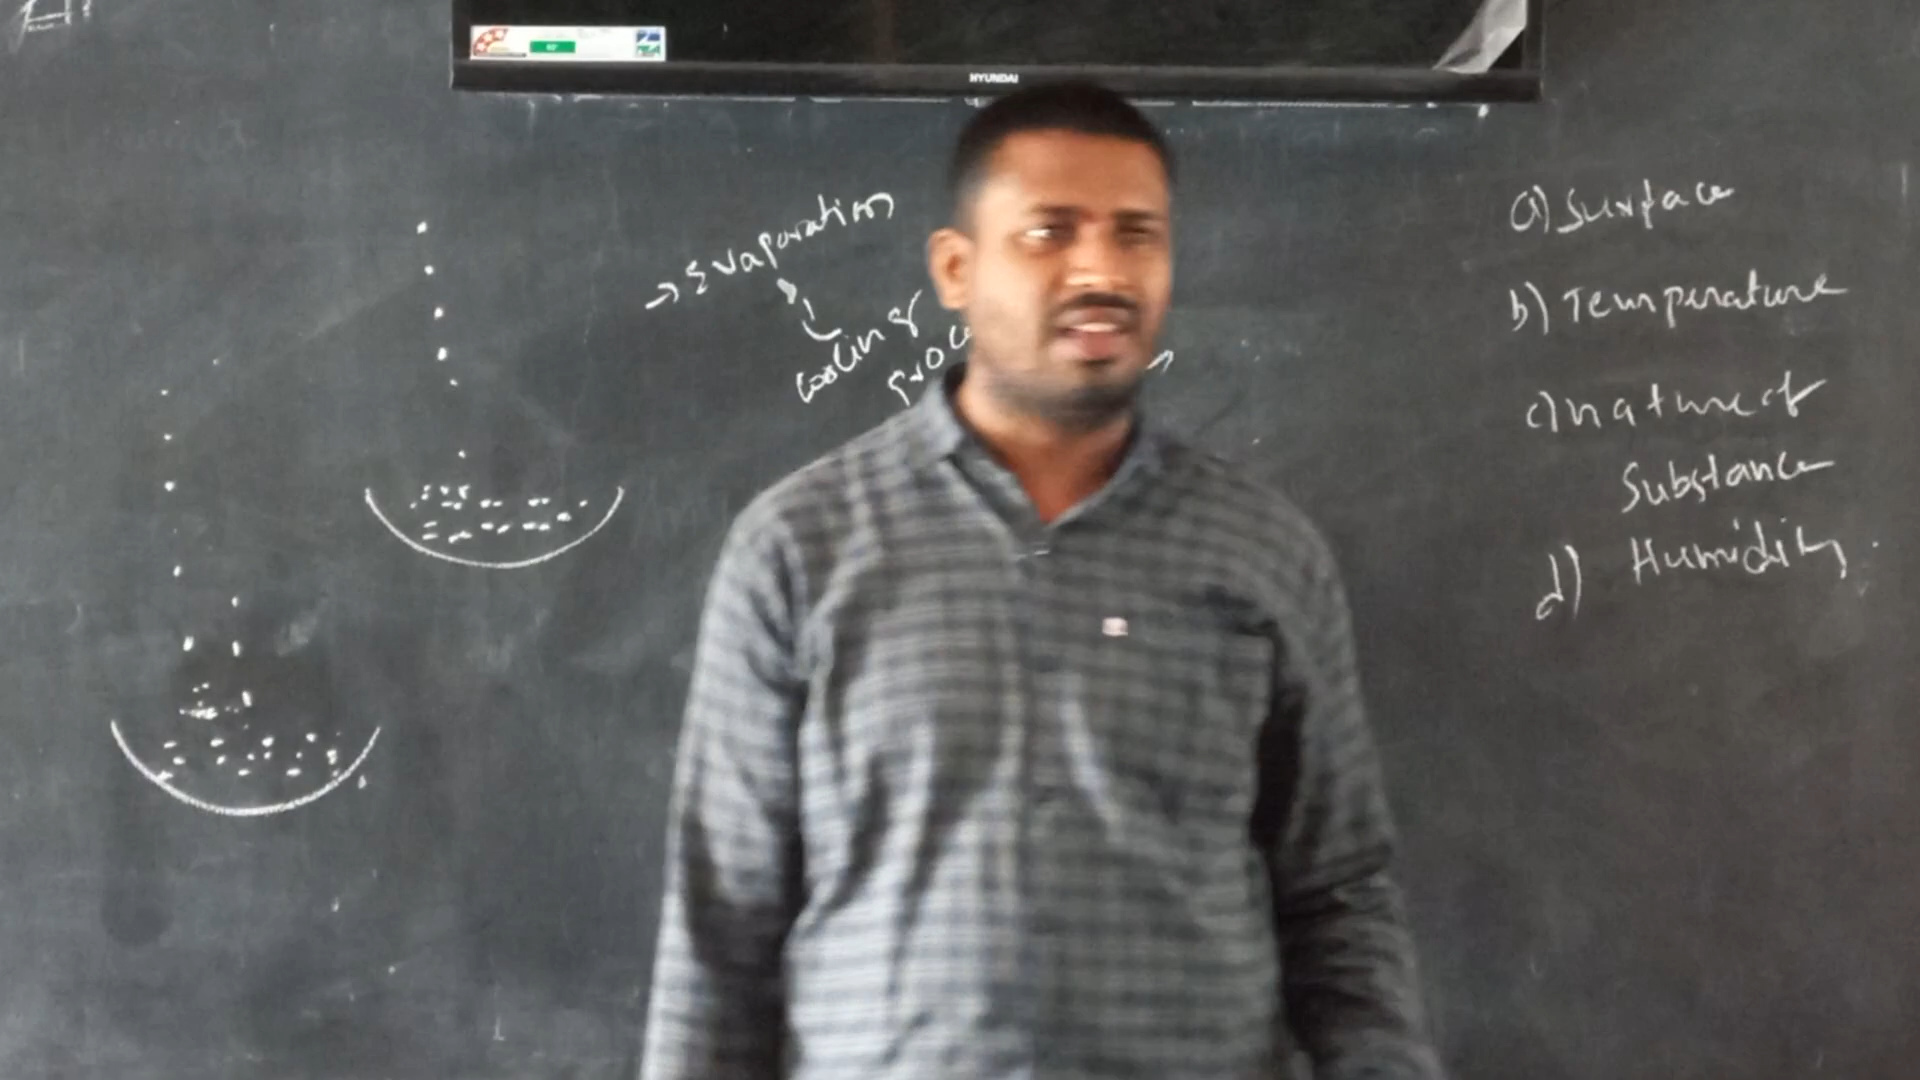 HYUNDAI
→ Evaporation
cooling
a) Surface
b) Temperature
c) nature of
Substance
d) Humidity.